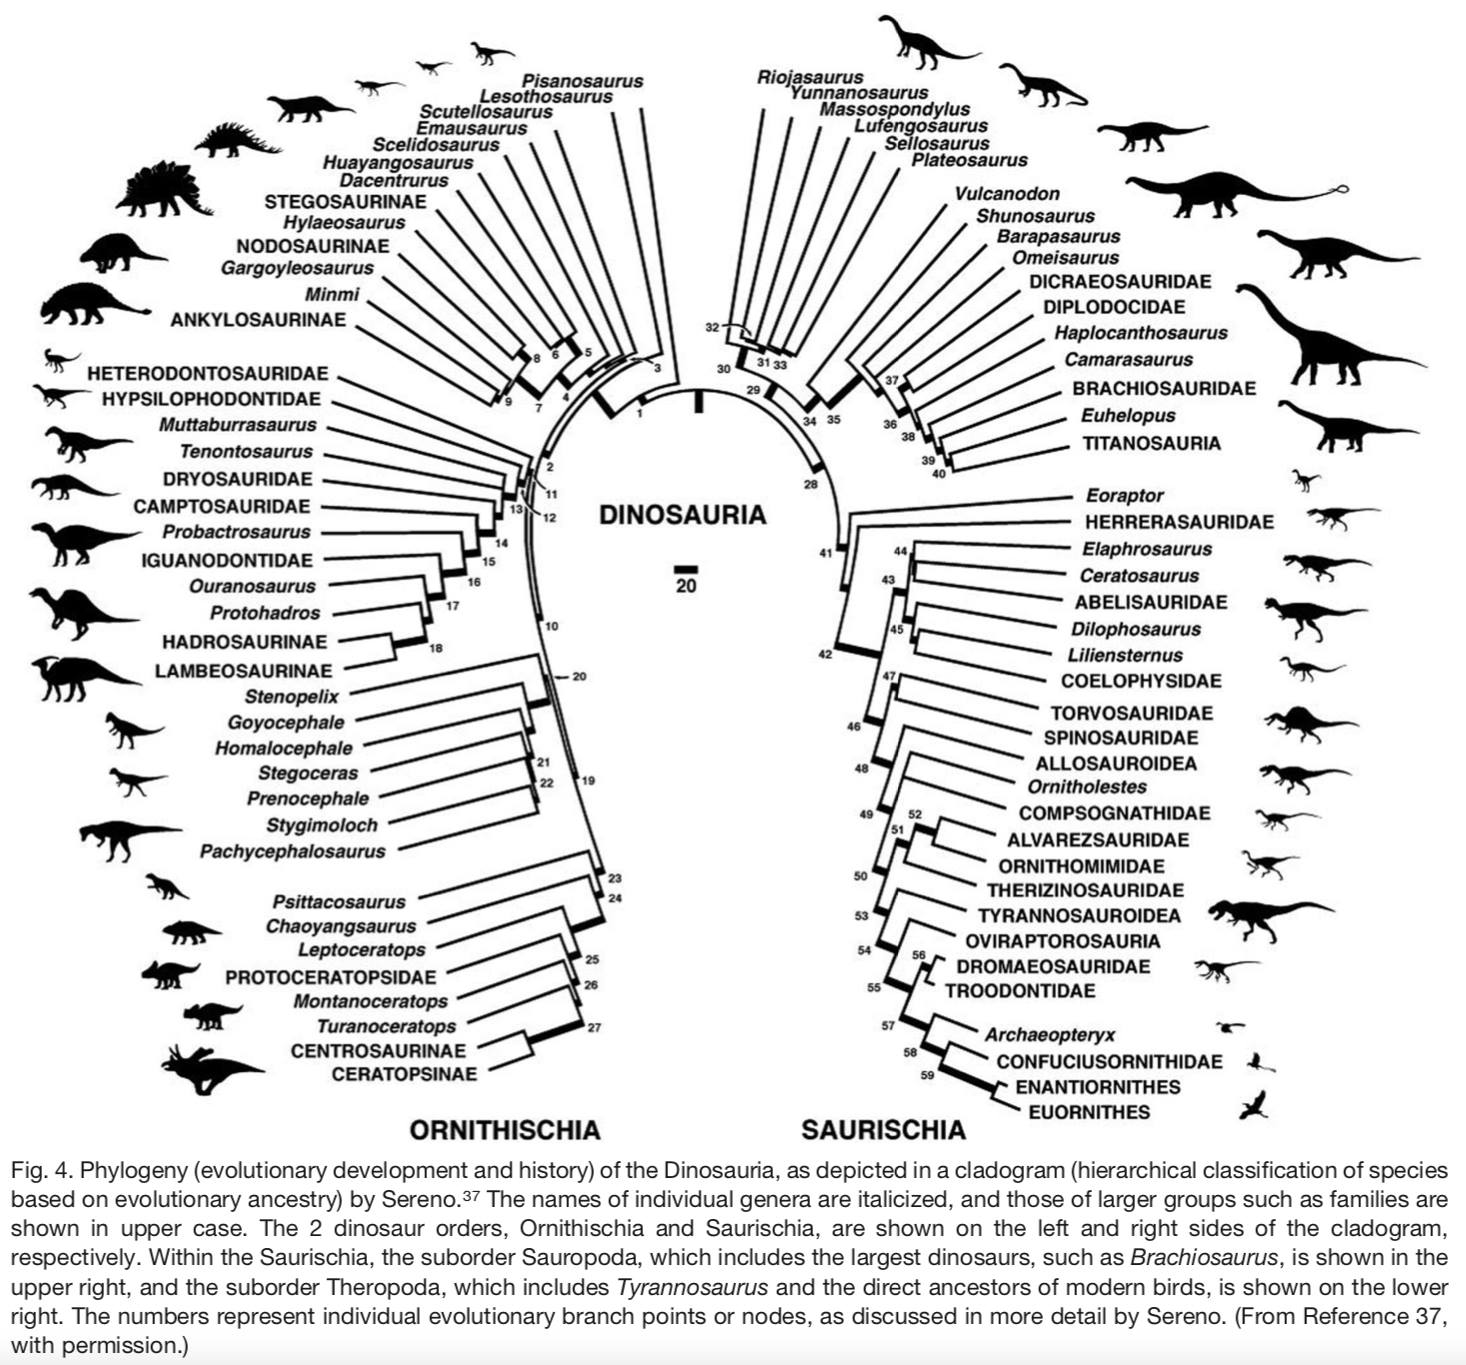 Pisanosaurus
Lesothosaurus
Scutellosaurus
Emausaurus
Scelidosaurus
Huayangosaurus
Dacentrurus
STEGOSAURINAE
Hylaeosaurus
NODOSAURINAE
Gargoyleosaurus
Minmi
ANKYLOSAURINAE
HETERODONTOSAURIDAE
HYPSILOPHODONTIDAE
Muttaburrasaurus
Tenontosaurus
DRYOSAURIDAE
CAMPTOSAURIDAE
Probactrosaurus
IGUANODONTIDAE
Ouranosaurus
Protohadros
HADROSAURINAE
LAMBEOSAURINAE
Stenopelix
Goyocephale
Homalocephale
Stegoceras
Prenocephale
Stygimoloch
Pachycephalosaurus
Psittacosaurus
Chaoyangsaurus
Leptoceratops
PROTOCERATOPSIDAE
Montanoceratops
Turanoceratops
CENTROSAURINAE
CERATOPSINAE
1
2
3
4
5
6
7
8
9
10
11
12
13
14
15
16
17
18
19
20
21
22
23
24
25
26
27
DINOSAURIA
20
Riojasaurus
Yunnanosaurus
Massospondylus
Lufengosaurus
Sellosaurus
Plateosaurus
Vulcanodon
Shunosaurus
Barapasaurus
Omeisaurus
DICRAEOSAURIDAE
DIPLODOCIDAE
Haplocanthosaurus
Camarasaurus
BRACHIOSAURIDAE
Euhelopus
TITANOSAURIA
Eoraptor
HERRERASAURIDAE
Elaphrosaurus
Ceratosaurus
ABELISAURIDAE
Dilophosaurus
Liliensternus
COELOPHYSIDAE
TORVOSAURIDAE
SPINOSAURIDAE
ALLOSAUROIDEA
Ornitholestes
COMPSOGNATHIDAE
ALVAREZSAURIDAE
ORNITHOMIMIDAE
THERIZINOSAURIDAE
TYRANNOSAUROIDEA
OVIRAPTOROSAURIA
DROMAEOSAURIDAE
TROODONTIDAE
Archaeopteryx
CONFUCIUSORNITHIDAE
ENANTIORNITHES
EUORNITHES
28
29
30
31
32
33
34
35
36
37
38
39
40
41
42
43
44
45
46
47
48
49
50
51
52
53
54
55
56
57
58
59
ORNITHISCHIA
SAURISCHIA
Fig. 4. Phylogeny (evolutionary development and history) of the Dinosauria, as depicted in a cladogram (hierarchical classification of species
based on evolutionary ancestry) by Sereno.³⁷ The names of individual genera are italicized, and those of larger groups such as families are
shown in upper case. The 2 dinosaur orders, Ornithischia and Saurischia, are shown on the left and right sides of the cladogram,
respectively. Within the Saurischia, the suborder Sauropoda, which includes the largest dinosaurs, such as Brachiosaurus, is shown in the
upper right, and the suborder Theropoda, which includes Tyrannosaurus and the direct ancestors of modern birds, is shown on the lower
right. The numbers represent individual evolutionary branch points or nodes, as discussed in more detail by Sereno. (From Reference 37,
with permission.)